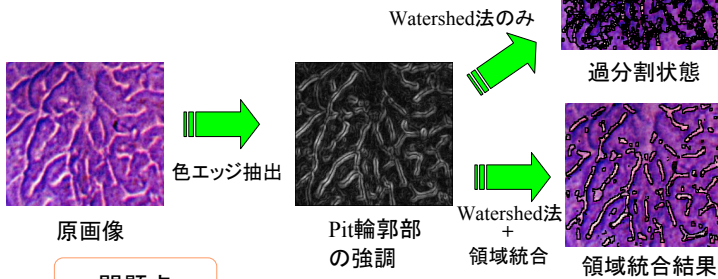 Watershed法のみ
過分割状態
色エッジ抽出
原画像
Pit輪郭部
の強調
Watershed法
+
領域統合
領域統合結果
問題点